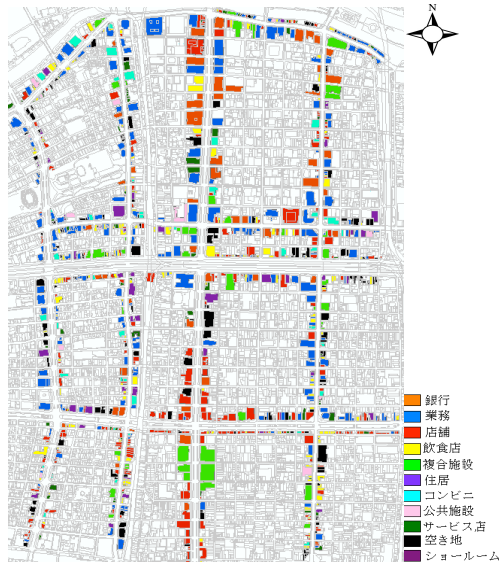 N
銀行
業務
店舗
飲食店
複合施設
住居
コンビニ
公共施設
サービス店
空き地
ショールーム